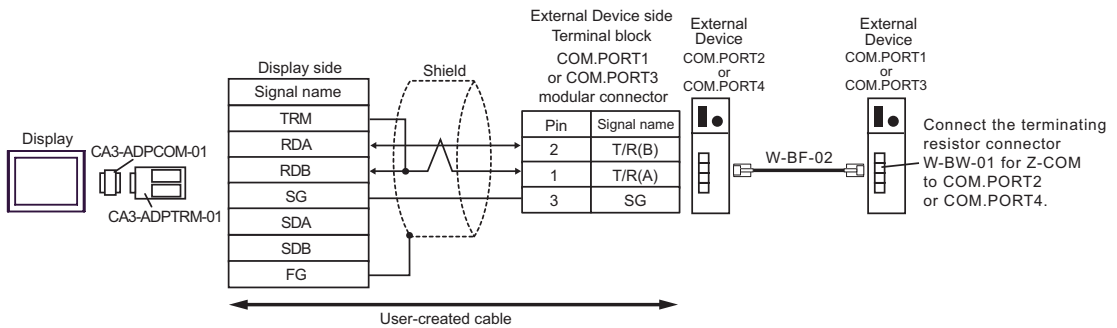 Display
CA3-ADPCOM-01
CA3-ADPTRM-01
Display side
Signal name
TRM
RDA
RDB
SG
SDA
SDB
FG
Shield
External Device side
Terminal block
COM.PORT1
or COM.PORT3
modular connector
Pin Signal name
2 T/R(B)
1 T/R(A)
3 SG
User-created cable
External
Device
COM.PORT2
or
COM.PORT4
W-BF-02
External
Device
COM.PORT1
or
COM.PORT3
Connect the terminating
resistor connector
W-BW-01 for Z-COM
to COM.PORT2
or COM.PORT4.